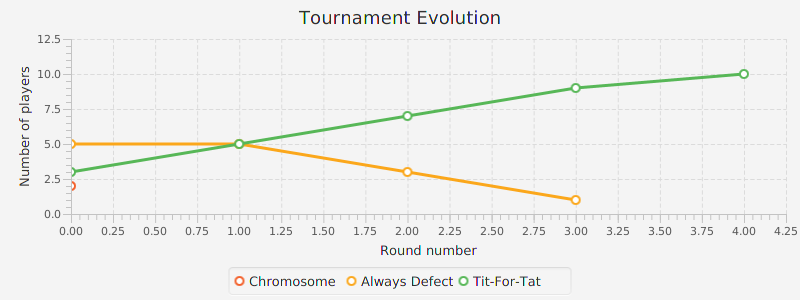 Tournament Evolution
Number of players
12.5
10.0
7.5
5.0
2.5
0.0
0.00 0.25 0.50 0.75 1.00 1.25 1.50 1.75 2.00 2.25 2.50 2.75 3.00 3.25 3.50 3.75 4.00 4.25
Round number
Chromosome Always Defect Tit-For-Tat